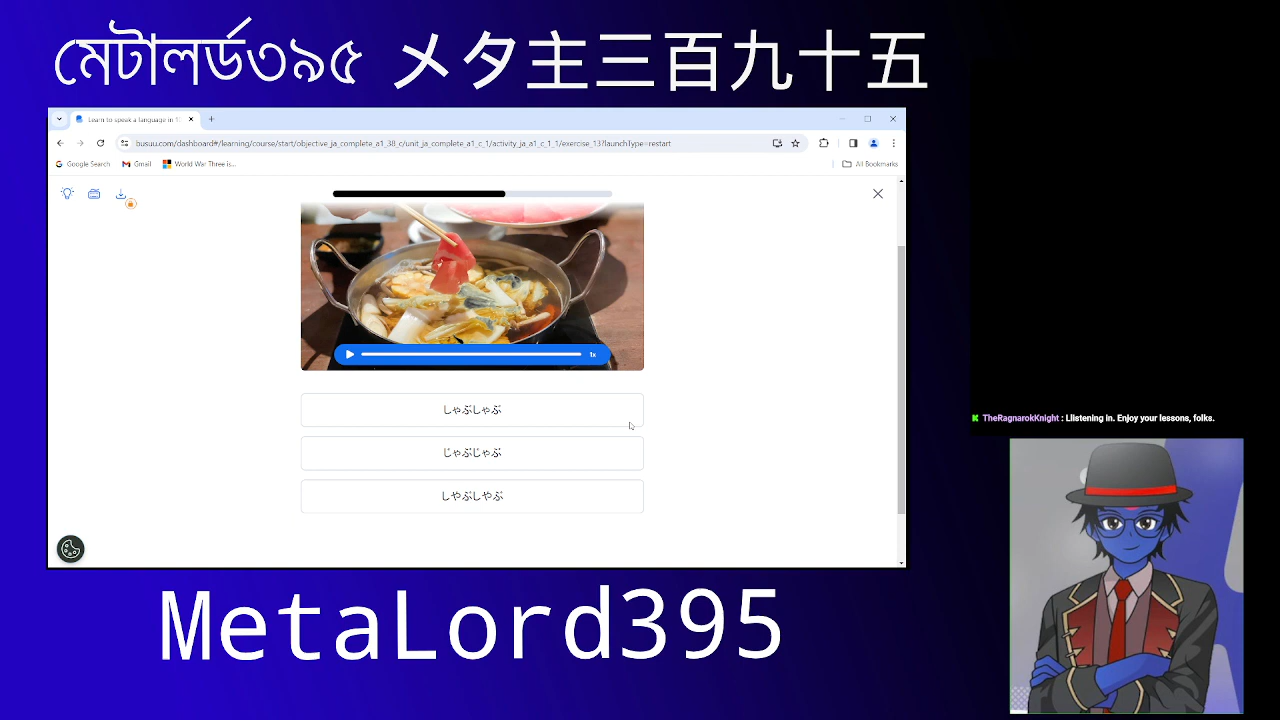 মেটালর্ড৩৯৫ メタ主三百九十五
Learn to speak a language in 1
busuu.com/dashboard#/learning/course/start/objective_ja_complete_a1_38_c/unit_ja_complete_a1_c_1/activity_ja_a1_c_1_1/exercise_13?launchType=restart
Google Search Gmail World War Three is... All Bookmarks
1x
しゃぶしゃぶ
じゃぶじゃぶ
しやぶしやぶ
TheRagnarokKnight : Llistening in. Enjoy your lessons, folks.
MetaLord395